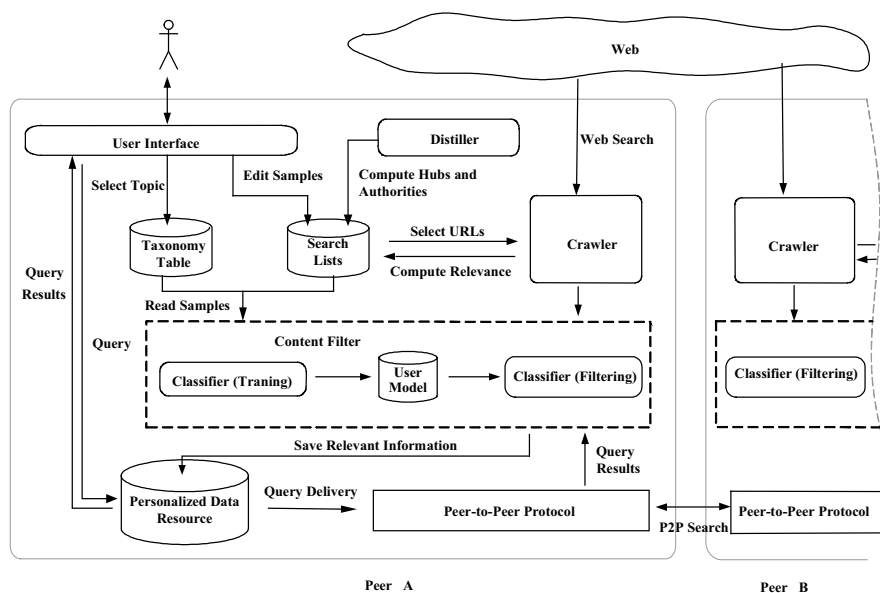 Web
User Interface
Distiller
Web Search
Select Topic
Edit Samples
Compute Hubs and
Authorities
Taxonomy
Table
Search
Lists
Select URLs
Compute Relevance
Crawler
Crawler
Query
Results
Read Samples
Query
Content Filter
Classifier (Traning)
User
Model
Classifier (Filtering)
Classifier (Filtering)
Save Relevant Information
Query
Results
Personalized Data
Resource
Query Delivery
Peer-to-Peer Protocol
P2P Search
Peer-to-Peer Protocol
Peer A
Peer B